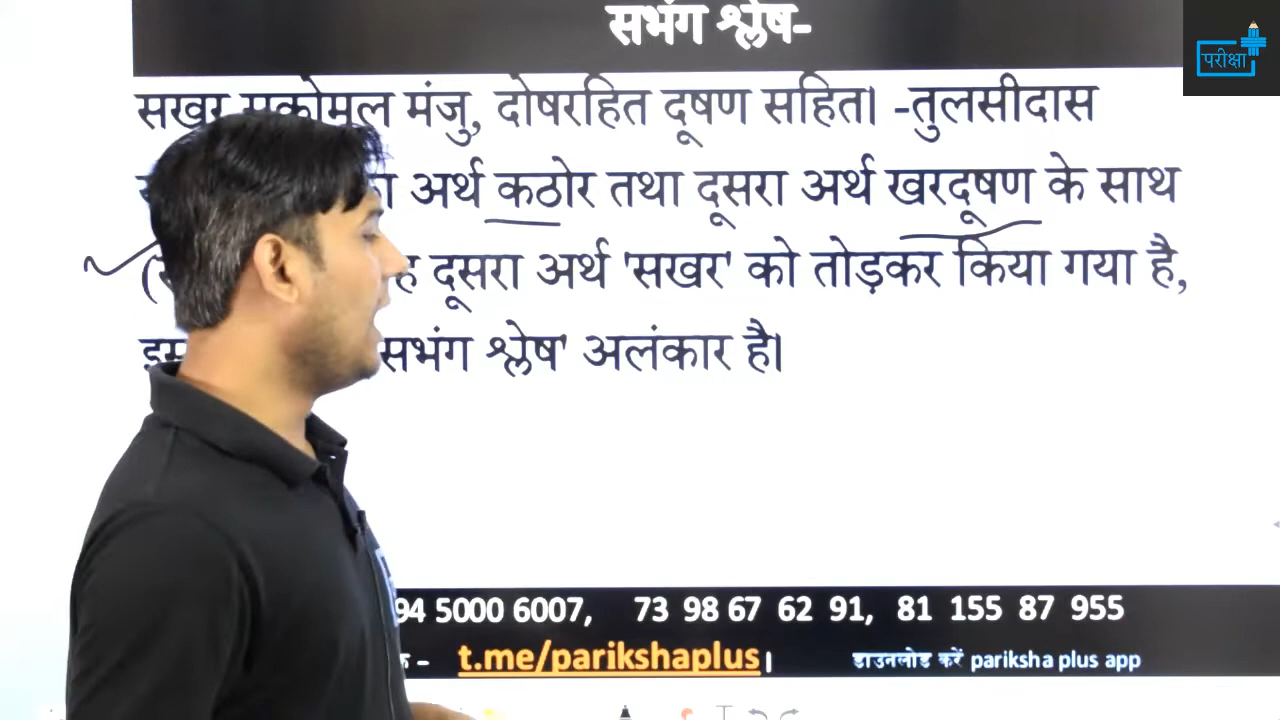 सभंग श्लेष-
परीक्षा
सखर सुकोमल मंजु, दोषरहित दूषण सहित। -तुलसीदास
अर्थ कठोर तथा दूसरा अर्थ खरदूषण के साथ
दूसरा अर्थ 'सखर' को तोड़कर किया गया है,
सभंग श्लेष' अलंकार है।
94 5000 6007, 73 98 67 62 91, 81 155 87 955
t.me/parikshaplus। डाउनलोड करें pariksha plus app